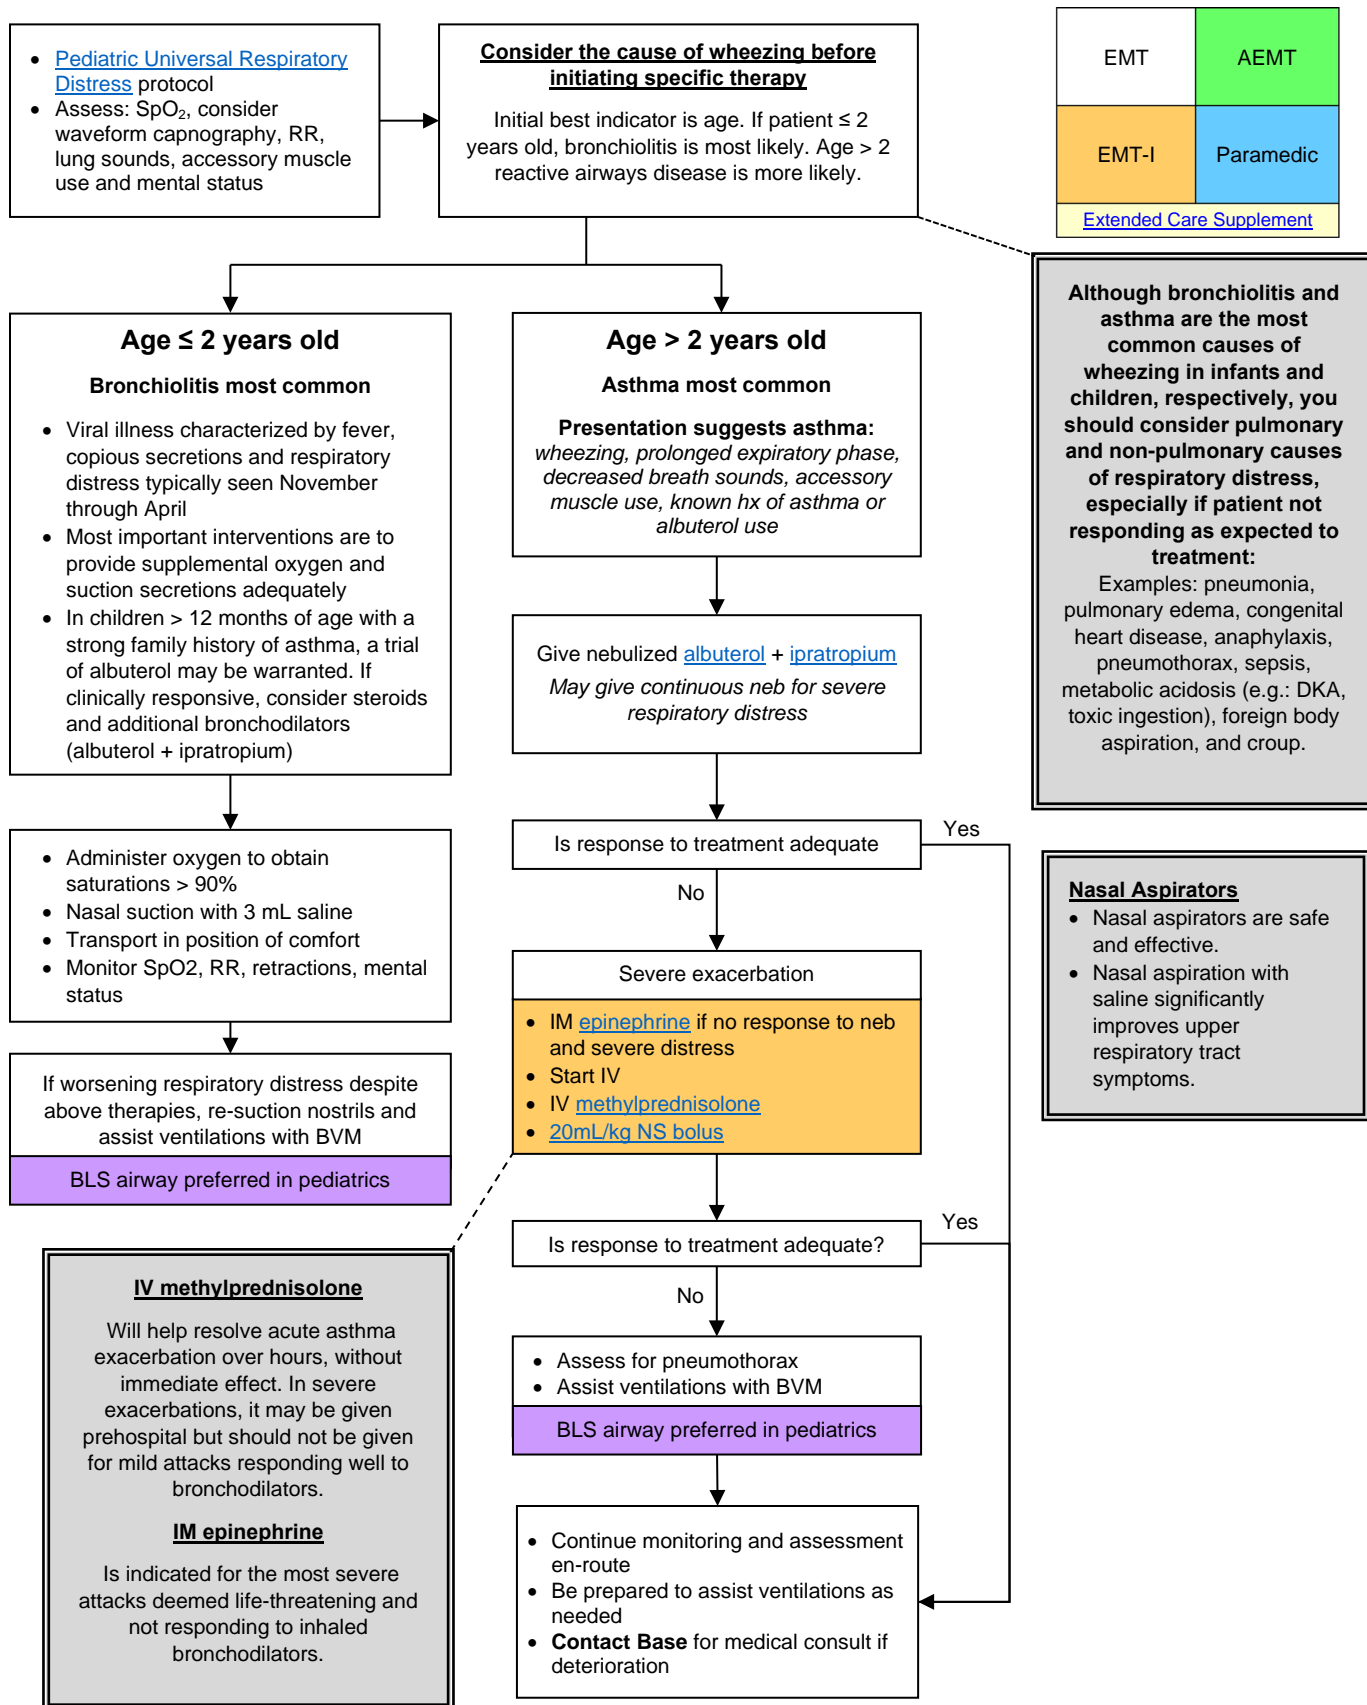 • Pediatric Universal Respiratory
Distress protocol
• Assess: SpO₂, consider
waveform capnography, RR,
lung sounds, accessory muscle
use and mental status
Consider the cause of wheezing before
initiating specific therapy
Initial best indicator is age. If patient ≤ 2
years old, bronchiolitis is most likely. Age > 2
reactive airways disease is more likely.
EMT
AEMT
EMT-I
Paramedic
Extended Care Supplement
Age ≤ 2 years old
Bronchiolitis most common
• Viral illness characterized by fever,
copious secretions and respiratory
distress typically seen November
through April
• Most important interventions are to
provide supplemental oxygen and
suction secretions adequately
• In children > 12 months of age with a
strong family history of asthma, a trial
of albuterol may be warranted. If
clinically responsive, consider steroids
and additional bronchodilators
(albuterol + ipratropium)
• Administer oxygen to obtain
saturations > 90%
• Nasal suction with 3 mL saline
• Transport in position of comfort
• Monitor SpO2, RR, retractions, mental
status
If worsening respiratory distress despite
above therapies, re-suction nostrils and
assist ventilations with BVM
BLS airway preferred in pediatrics
Age > 2 years old
Asthma most common
Presentation suggests asthma:
wheezing, prolonged expiratory phase,
decreased breath sounds, accessory
muscle use, known hx of asthma or
albuterol use
Give nebulized albuterol + ipratropium
May give continuous neb for severe
respiratory distress
Is response to treatment adequate
Yes
No
Severe exacerbation
• IM epinephrine if no response to neb
and severe distress
• Start IV
• IV methylprednisolone
• 20mL/kg NS bolus
Is response to treatment adequate?
Yes
No
• Assess for pneumothorax
• Assist ventilations with BVM
BLS airway preferred in pediatrics
• Continue monitoring and assessment
en-route
• Be prepared to assist ventilations as
needed
• Contact Base for medical consult if
deterioration
Although bronchiolitis and
asthma are the most
common causes of
wheezing in infants and
children, respectively, you
should consider pulmonary
and non-pulmonary causes
of respiratory distress,
especially if patient not
responding as expected to
treatment:
Examples: pneumonia,
pulmonary edema, congenital
heart disease, anaphylaxis,
pneumothorax, sepsis,
metabolic acidosis (e.g.: DKA,
toxic ingestion), foreign body
aspiration, and croup.
Nasal Aspirators
• Nasal aspirators are safe
and effective.
• Nasal aspiration with
saline significantly
improves upper
respiratory tract
symptoms.
IV methylprednisolone
Will help resolve acute asthma
exacerbation over hours, without
immediate effect. In severe
exacerbations, it may be given
prehospital but should not be given
for mild attacks responding well to
bronchodilators.
IM epinephrine
Is indicated for the most severe
attacks deemed life-threatening and
not responding to inhaled
bronchodilators.